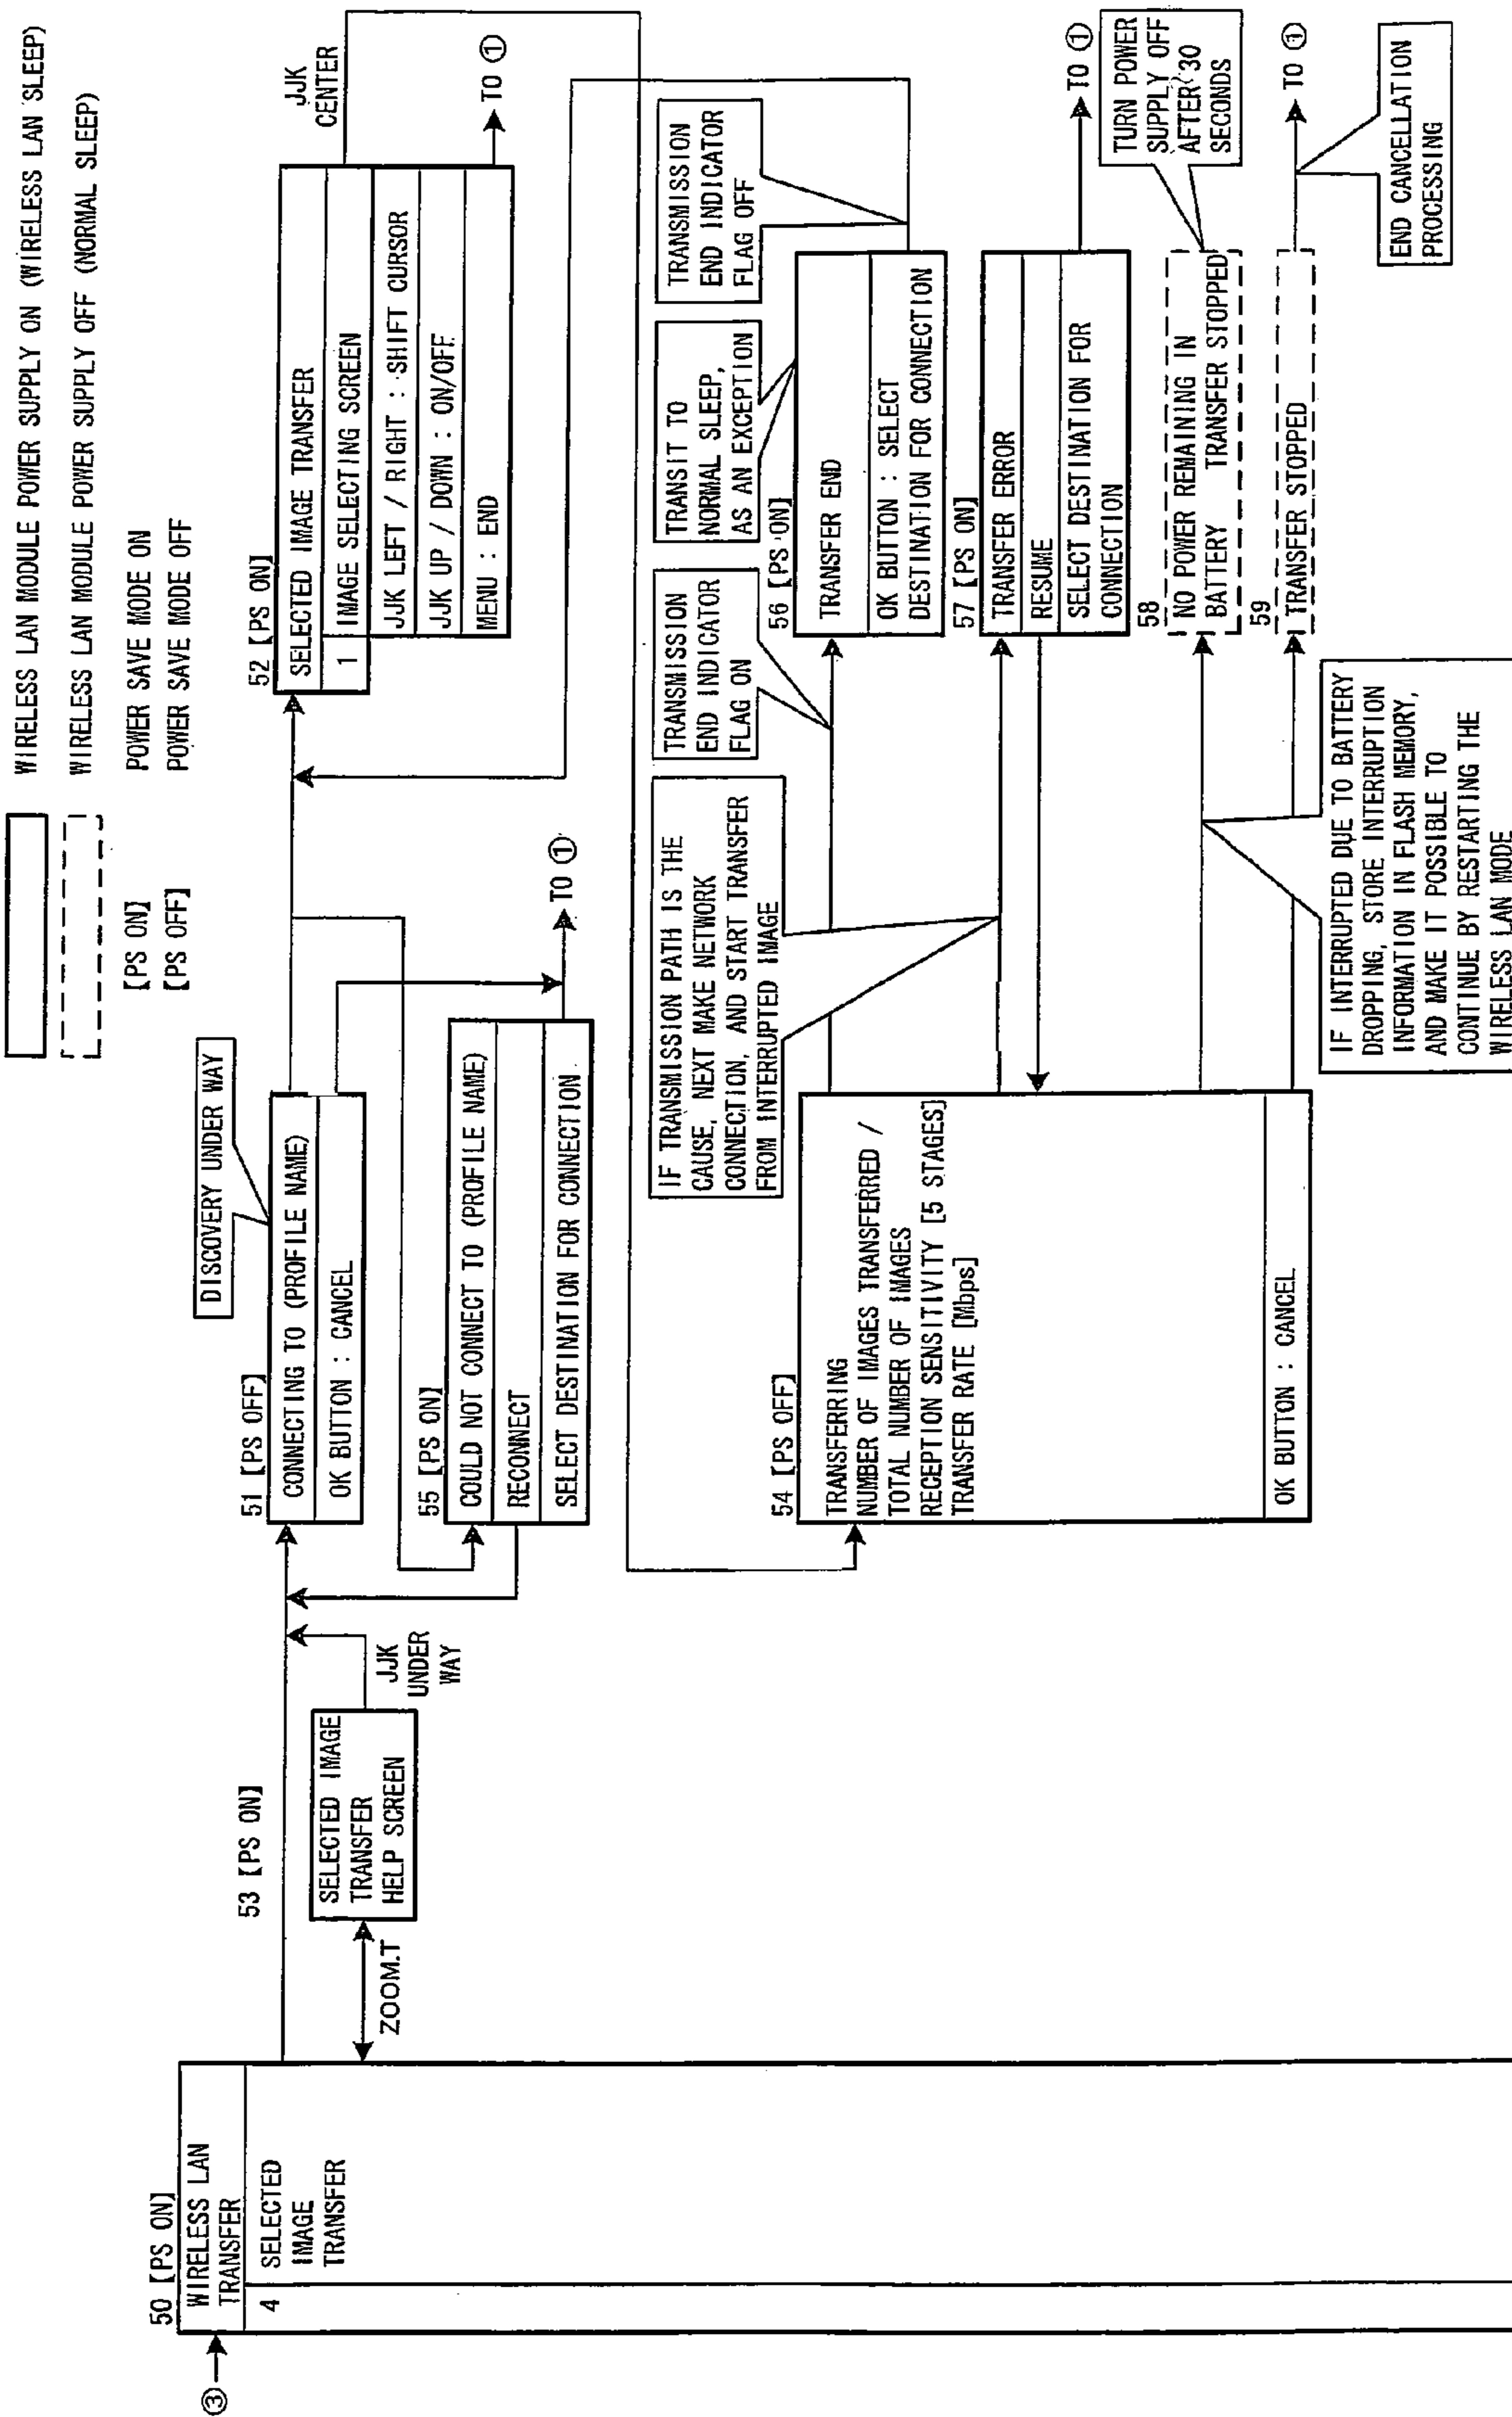 WIRELESS LAN MODULE POWER SUPPLY ON (WIRELESS LAN SLEEP)
WIRELESS LAN MODULE POWER SUPPLY OFF (NORMAL SLEEP)
[PS ON] POWER SAVE MODE ON
[PS OFF] POWER SAVE MODE OFF
③
50 [PS ON]
WIRELESS LAN
TRANSFER
4 SELECTED
IMAGE
TRANSFER
ZOOM.T
53 [PS ON]
SELECTED IMAGE
TRANSFER
HELP SCREEN
JJK
UNDER
WAY
DISCOVERY UNDER WAY
51 [PS OFF]
CONNECTING TO (PROFILE NAME)
OK BUTTON : CANCEL
55 [PS ON]
COULD NOT CONNECT TO (PROFILE NAME)
RECONNECT
SELECT DESTINATION FOR CONNECTION
TO ①
52 [PS ON]
SELECTED IMAGE TRANSFER
1 IMAGE SELECTING SCREEN
JJK LEFT / RIGHT : SHIFT CURSOR
JJK UP / DOWN : ON/OFF
MENU : END
JJK
CENTER
TO ①
54 [PS OFF]
TRANSFERRING
NUMBER OF IMAGES TRANSFERRED /
TOTAL NUMBER OF IMAGES
RECEPTION SENSITIVITY [5 STAGES]
TRANSFER RATE [Mbps]
OK BUTTON : CANCEL
IF TRANSMISSION PATH IS THE
CAUSE, NEXT MAKE NETWORK
CONNECTION, AND START TRANSFER
FROM INTERRUPTED IMAGE
TRANSMISSION
END INDICATOR
FLAG ON
TRANSIT TO
NORMAL SLEEP,
AS AN EXCEPTION
TRANSMISSION
END INDICATOR
FLAG OFF
56 [PS ON]
TRANSFER END
OK BUTTON : SELECT
DESTINATION FOR CONNECTION
57 [PS ON]
TRANSFER ERROR
RESUME
SELECT DESTINATION FOR
CONNECTION
TO ①
58
NO POWER REMAINING IN
BATTERY TRANSFER STOPPED
TURN POWER
SUPPLY OFF
AFTER 30
SECONDS
59
TRANSFER STOPPED
TO ①
END CANCELLATION
PROCESSING
IF INTERRUPTED DUE TO BATTERY
DROPPING, STORE INTERRUPTION
INFORMATION IN FLASH MEMORY,
AND MAKE IT POSSIBLE TO
CONTINUE BY RESTARTING THE
WIRELESS LAN MODE